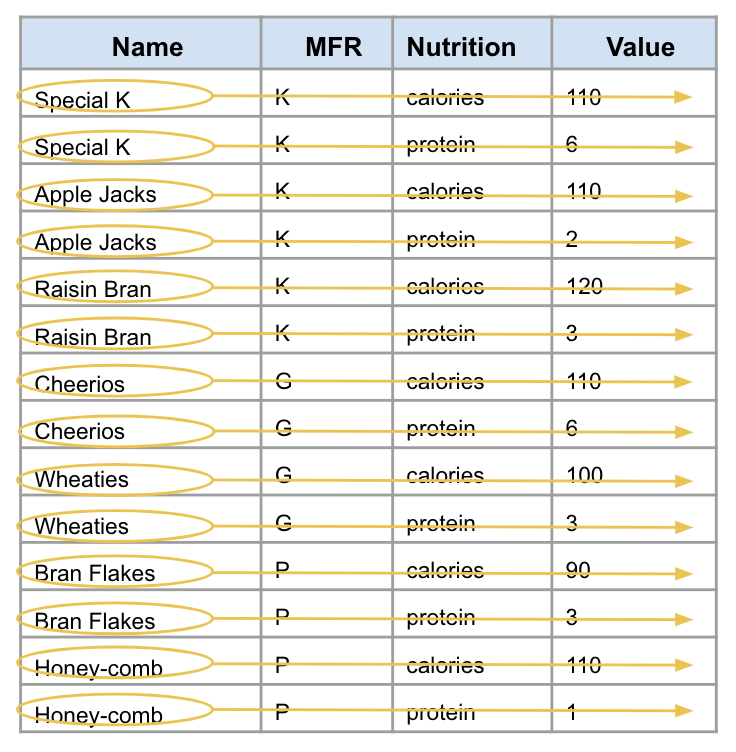 Name MFR Nutrition Value
Special K K calories 110
Special K K protein 6
Apple Jacks K calories 110
Apple Jacks K protein 2
Raisin Bran K calories 120
Raisin Bran K protein 3
Cheerios G calories 110
Cheerios G protein 6
Wheaties G calories 100
Wheaties G protein 3
Bran Flakes P calories 90
Bran Flakes P protein 3
Honey-comb P calories 110
Honey-comb P protein 1